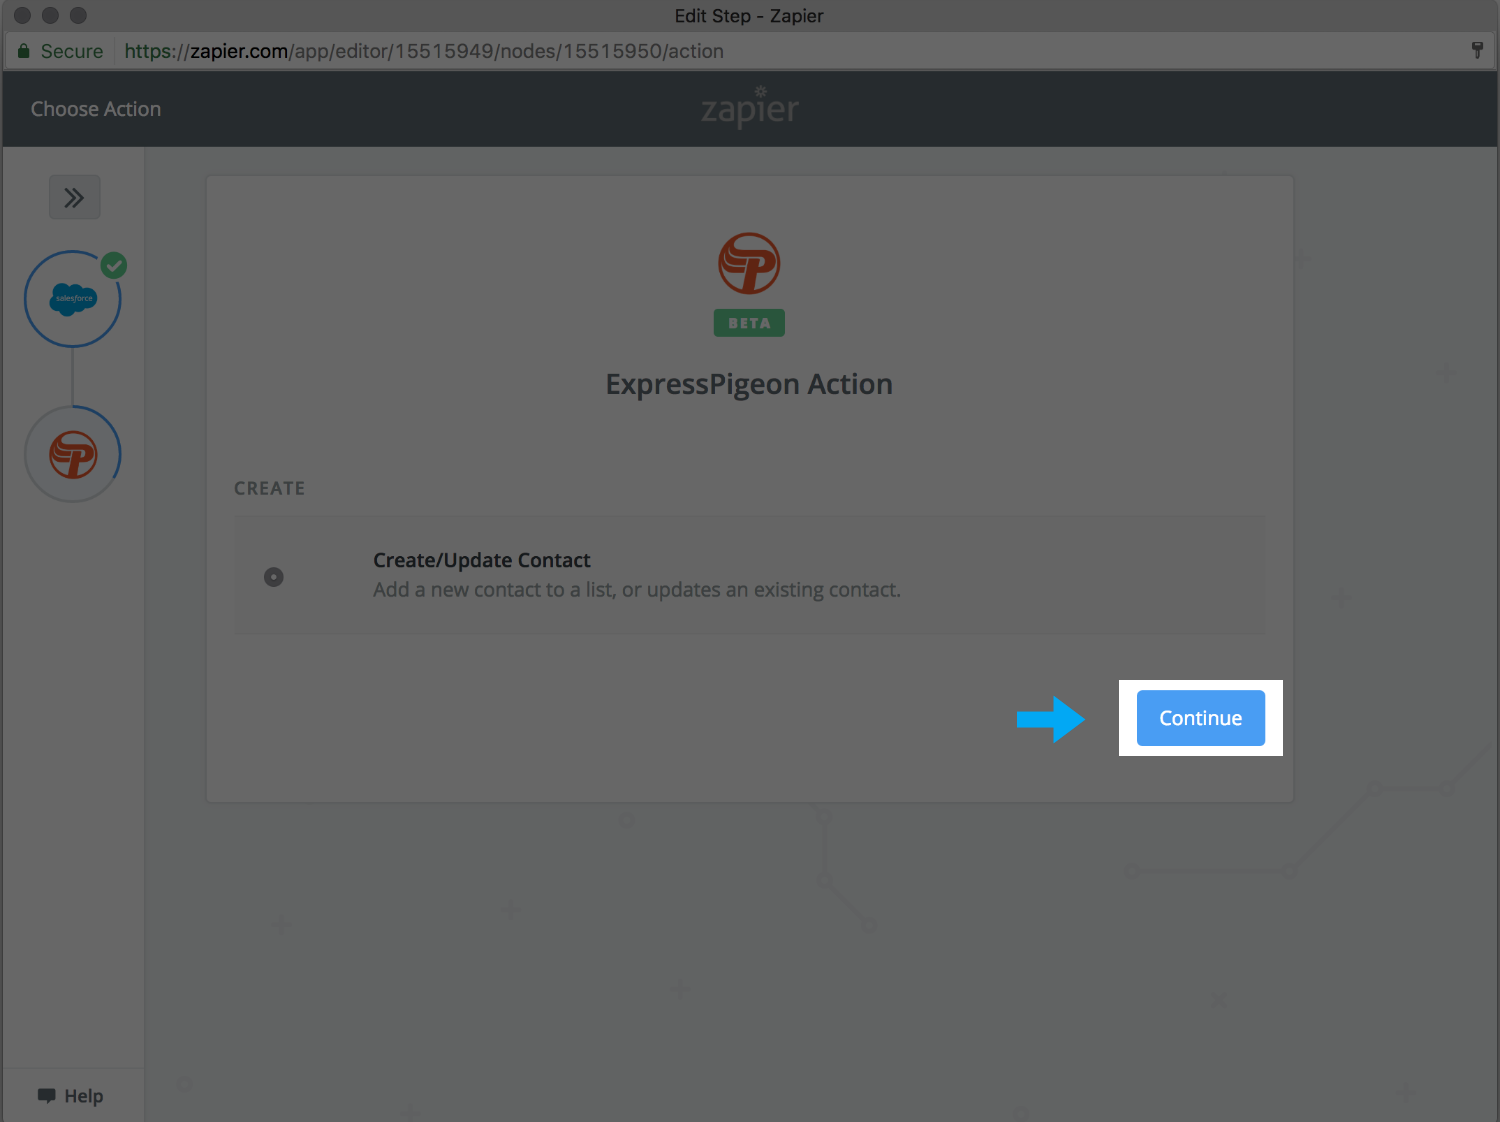 Edit Step - Zapier
Secure https://zapier.com/app/editor/15515949/nodes/15515950/action
Choose Action
zapier
salesforce
BETA
ExpressPigeon Action
CREATE
Create/Update Contact
Add a new contact to a list, or updates an existing contact.
Continue
Help